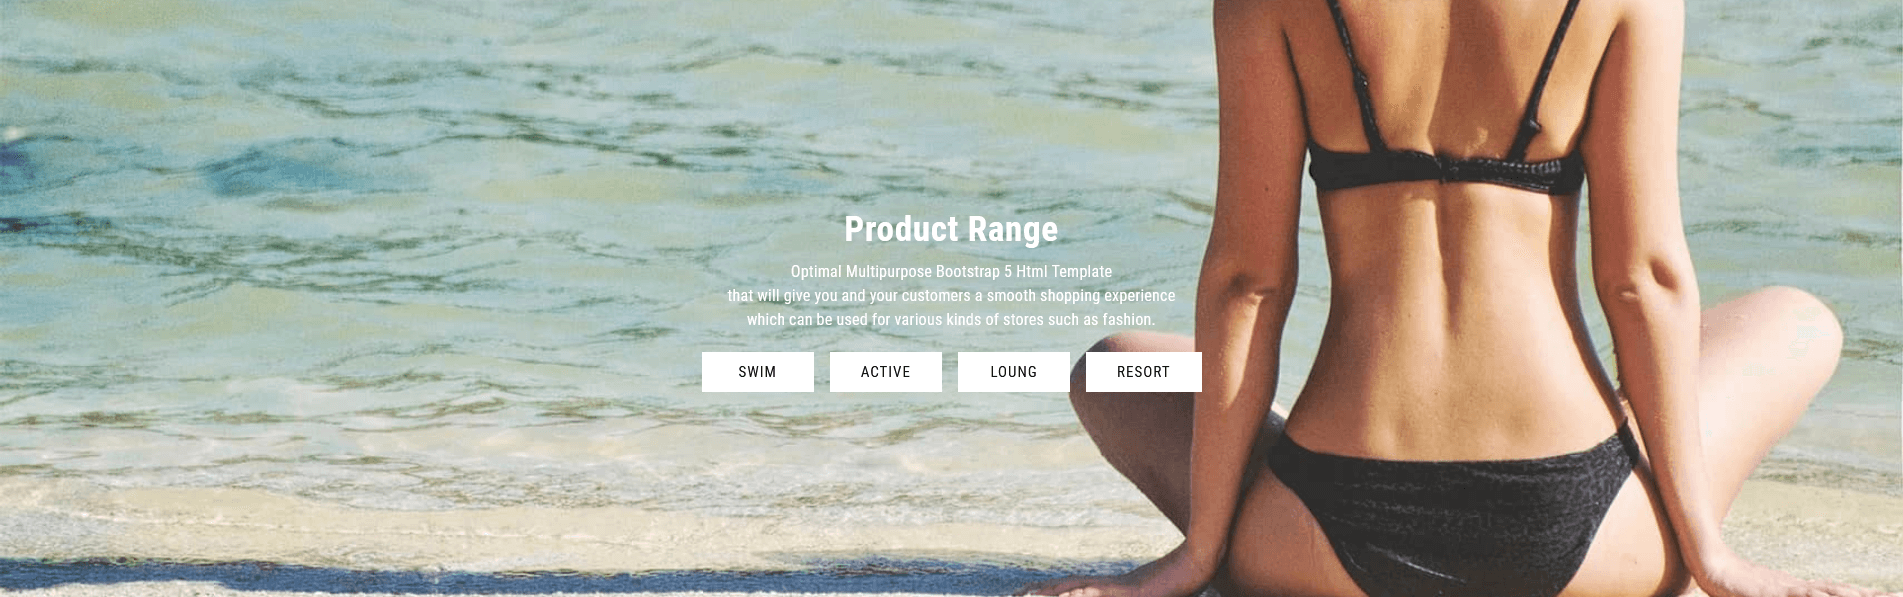 Product Range
Optimal Multipurpose Bootstrap 5 Html Template
that will give you and your customers a smooth shopping experience
which can be used for various kinds of stores such as fashion.
SWIM ACTIVE LOUNG RESORT